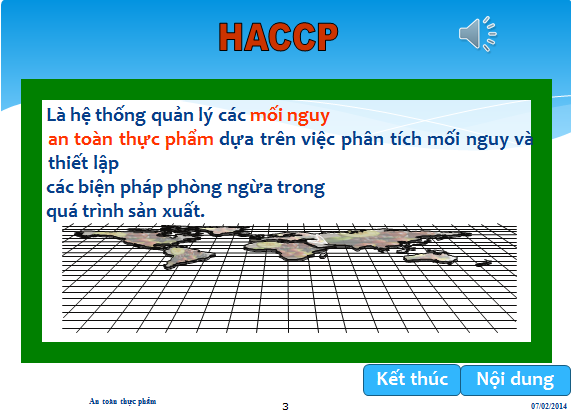 HACCP
Là hệ thống quản lý các mối nguy
an toàn thực phẩm dựa trên việc phân tích mối nguy và
thiết lập
các biện pháp phòng ngừa trong
quá trình sản xuất.
Kết thúc
Nội dung
An toàn thực phẩm
3
07/02/2014